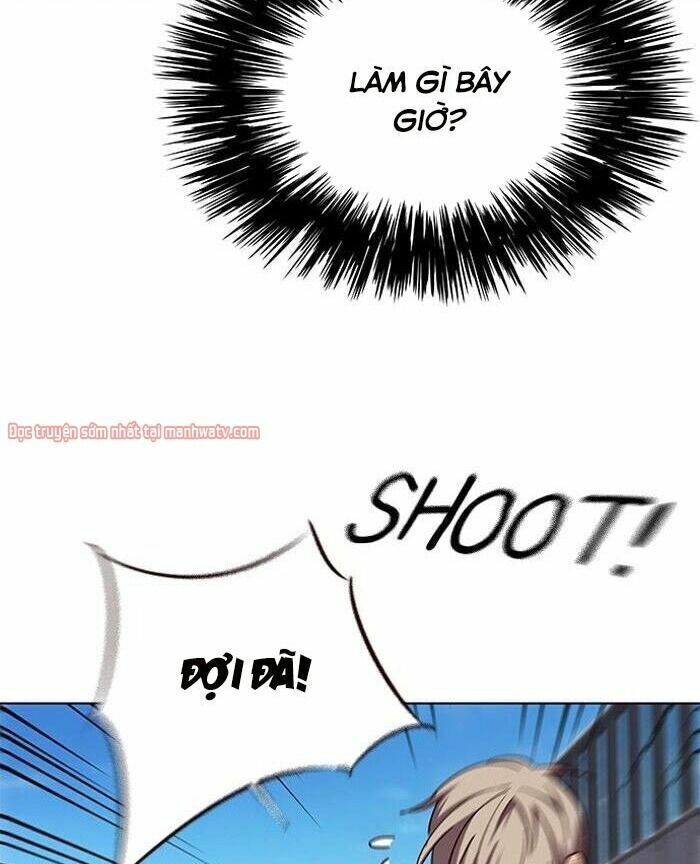 LÀM GÌ BÂY
GIỜ?
Đọc truyện sớm nhất tại manhwatv.com
SHOOT!
ĐỢI ĐÃ!